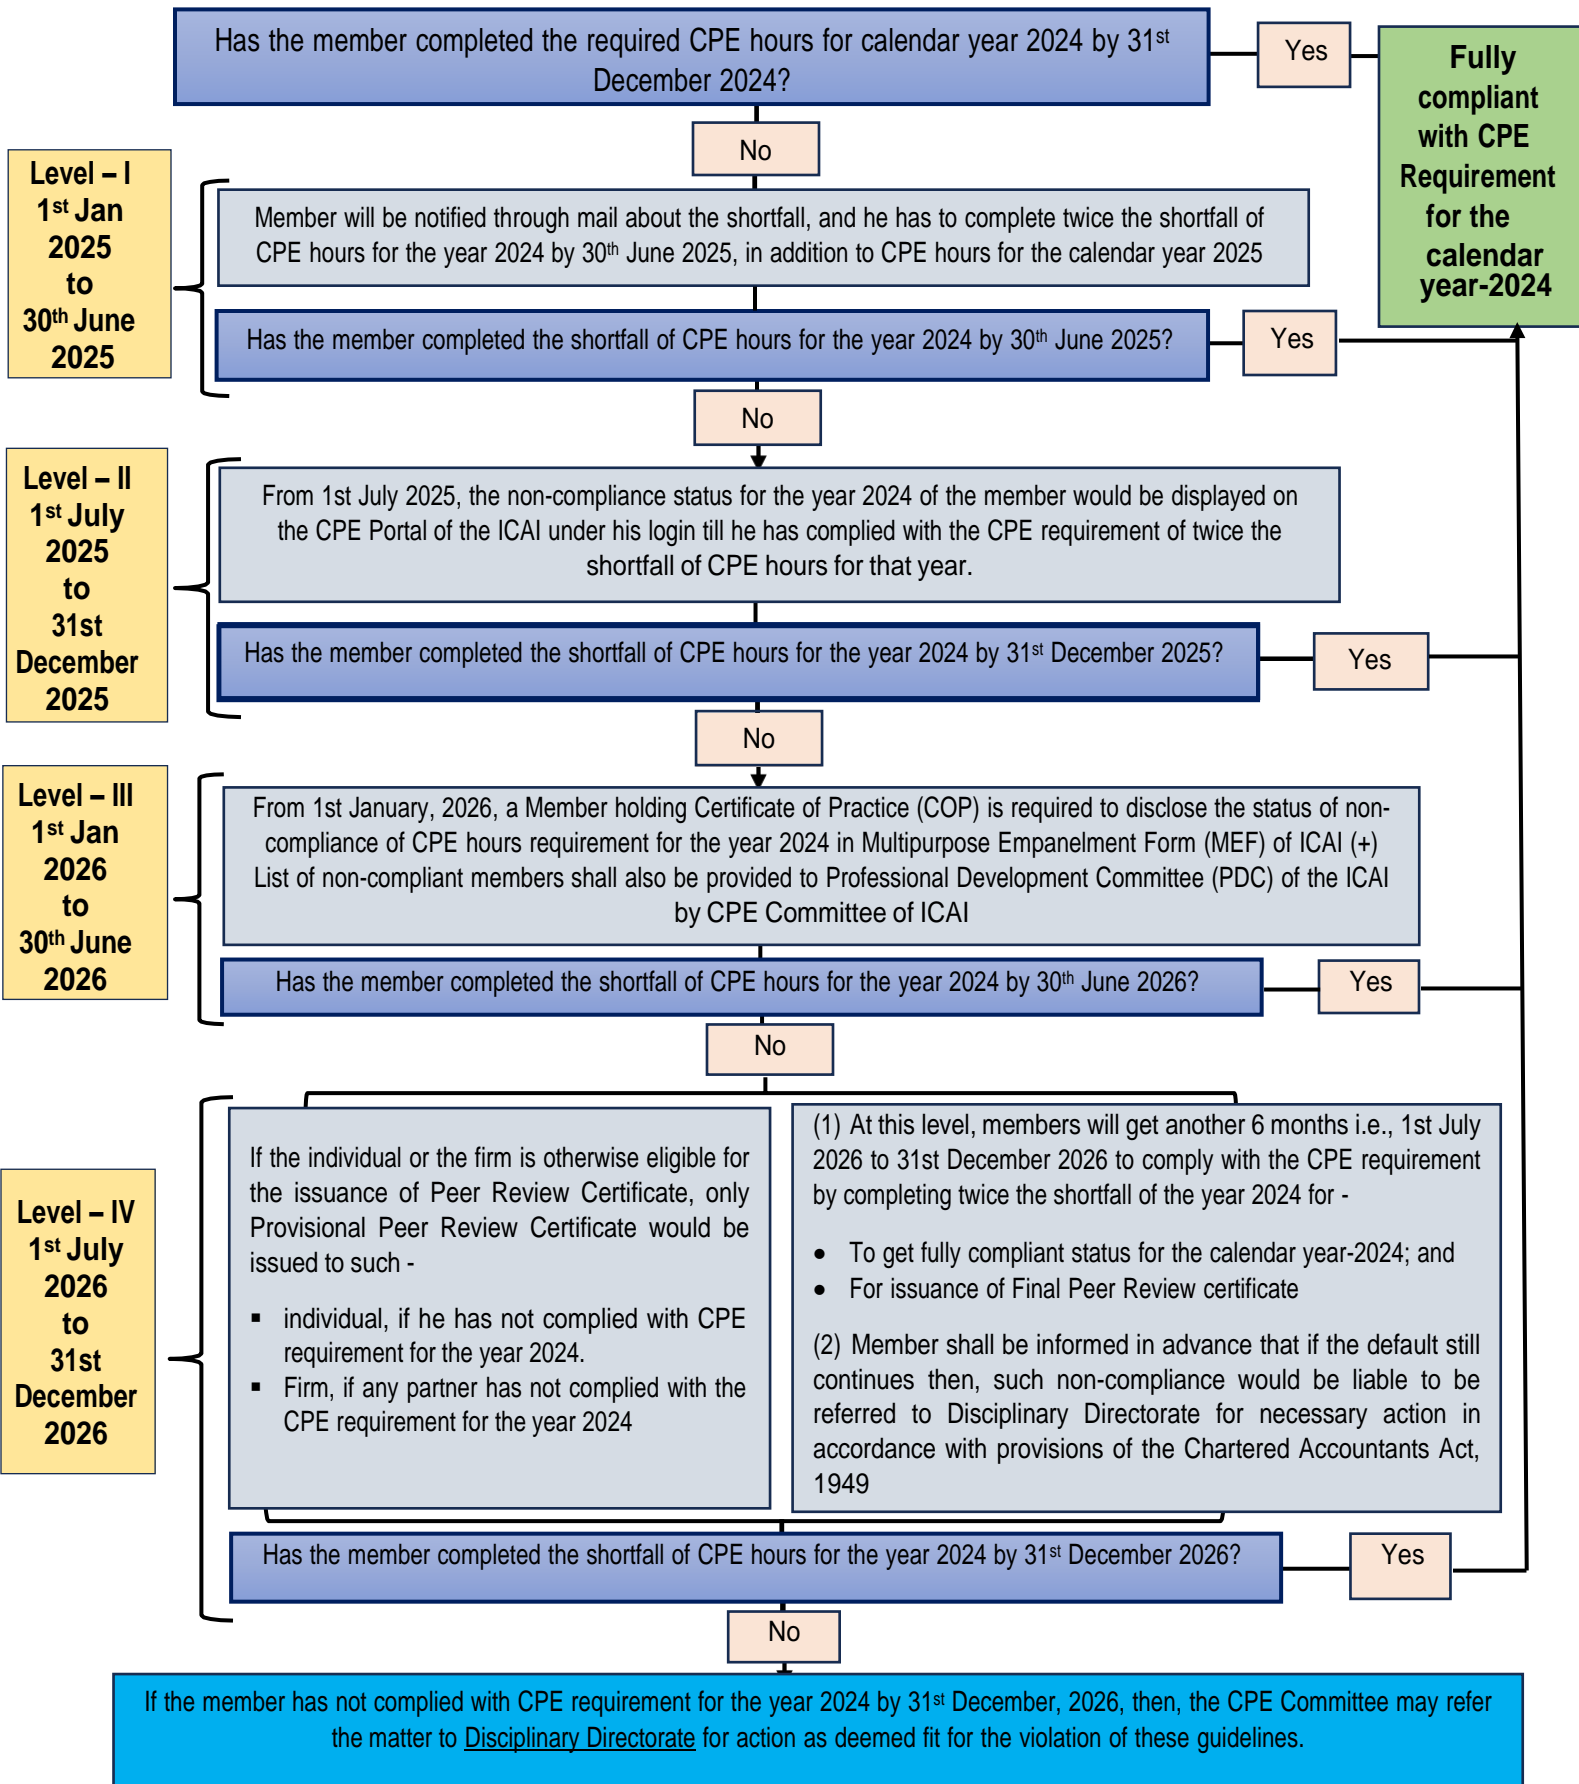 Has the member completed the required CPE hours for calendar year 2024 by 31st
December 2024?
Yes
Fully
compliant
with CPE
Requirement
for the
calendar
year-2024
No
Level – I
1st Jan
2025
to
30th June
2025
Member will be notified through mail about the shortfall, and he has to complete twice the shortfall of
CPE hours for the year 2024 by 30th June 2025, in addition to CPE hours for the calendar year 2025
Has the member completed the shortfall of CPE hours for the year 2024 by 30th June 2025?
Yes
No
Level – II
1st July
2025
to
31st
December
2025
From 1st July 2025, the non-compliance status for the year 2024 of the member would be displayed on
the CPE Portal of the ICAI under his login till he has complied with the CPE requirement of twice the
shortfall of CPE hours for that year.
Has the member completed the shortfall of CPE hours for the year 2024 by 31st December 2025?
Yes
No
Level – III
1st Jan
2026
to
30th June
2026
From 1st January, 2026, a Member holding Certificate of Practice (COP) is required to disclose the status of non-
compliance of CPE hours requirement for the year 2024 in Multipurpose Empanelment Form (MEF) of ICAI (+)
List of non-compliant members shall also be provided to Professional Development Committee (PDC) of the ICAI
by CPE Committee of ICAI
Has the member completed the shortfall of CPE hours for the year 2024 by 30th June 2026?
Yes
No
Level – IV
1st July
2026
to
31st
December
2026
If the individual or the firm is otherwise eligible for
the issuance of Peer Review Certificate, only
Provisional Peer Review Certificate would be
issued to such -
▪ individual, if he has not complied with CPE
requirement for the year 2024.
▪ Firm, if any partner has not complied with the
CPE requirement for the year 2024
(1) At this level, members will get another 6 months i.e., 1st July
2026 to 31st December 2026 to comply with the CPE requirement
by completing twice the shortfall of the year 2024 for -
• To get fully compliant status for the calendar year-2024; and
• For issuance of Final Peer Review certificate
(2) Member shall be informed in advance that if the default still
continues then, such non-compliance would be liable to be
referred to Disciplinary Directorate for necessary action in
accordance with provisions of the Chartered Accountants Act,
1949
Has the member completed the shortfall of CPE hours for the year 2024 by 31st December 2026?
Yes
No
If the member has not complied with CPE requirement for the year 2024 by 31st December, 2026, then, the CPE Committee may refer
the matter to Disciplinary Directorate for action as deemed fit for the violation of these guidelines.